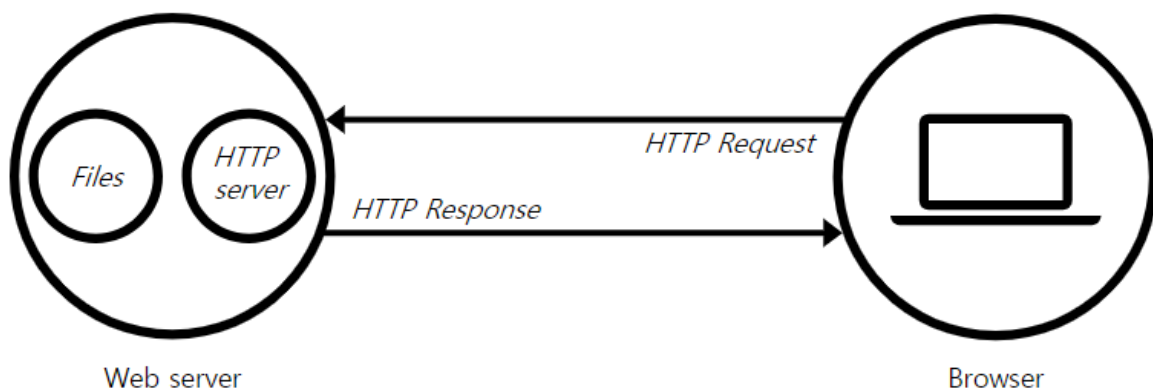 Files
HTTP
server
HTTP Request
HTTP Response
Web server
Browser